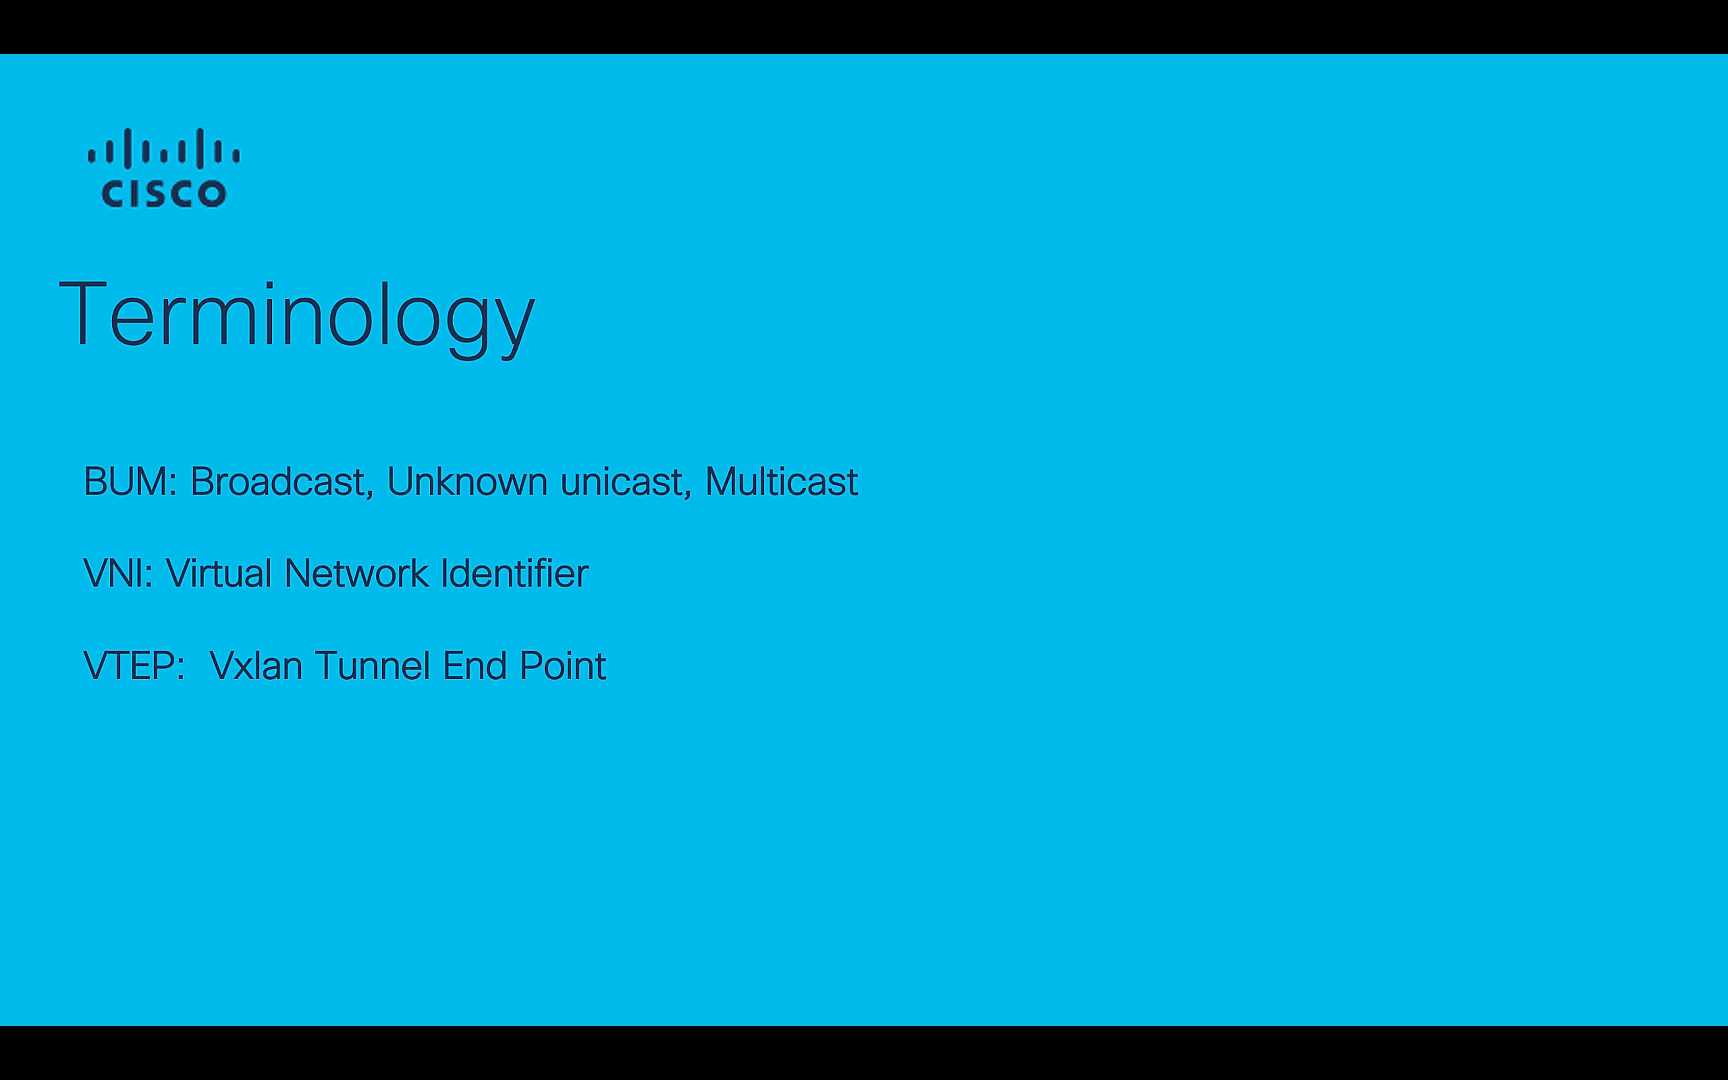 CISCO
Terminology
BUM: Broadcast, Unknown unicast, Multicast
VNI: Virtual Network Identifier
VTEP:  Vxlan Tunnel End Point